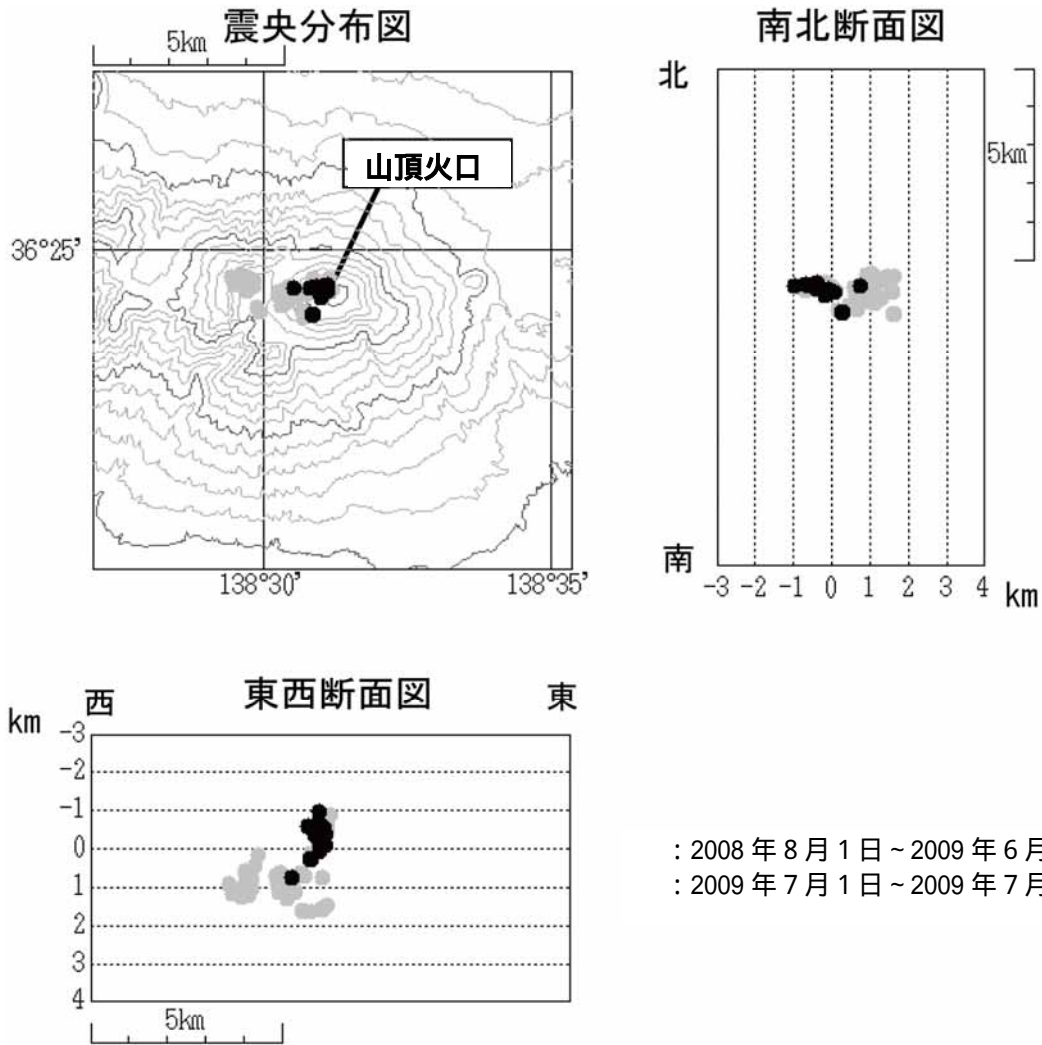 震央分布図
5km
山頂火口
36°25'
138°30'
138°35'
南北断面図
北
5km
南
-3 -2 -1 0 1 2 3 4 km
東西断面図
西
東
km
-3
-2
-1
0
1
2
3
4
5km
: 2008 年 8 月 1 日 ~ 2009 年 6 月
: 2009 年 7 月 1 日 ~ 2009 年 7 月